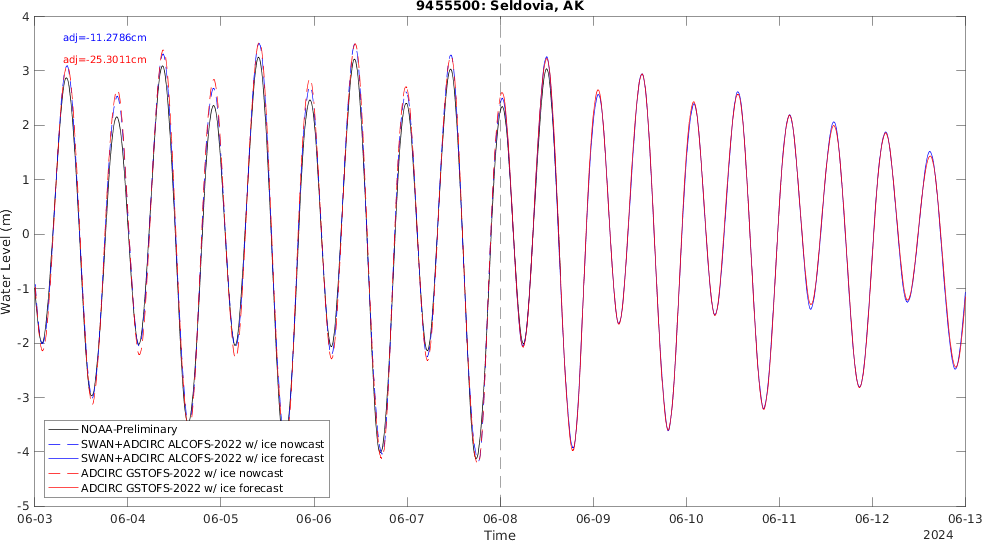 9455500: Seldovia, AK
adj=-11.2786cm
adj=-25.3011cm
Water Level (m)
4
3
2
1
0
-1
-2
-3
-4
-5
NOAA-Preliminary
SWAN+ADCIRC ALCOFS-2022 w/ ice nowcast
SWAN+ADCIRC ALCOFS-2022 w/ ice forecast
ADCIRC GSTOFS-2022 w/ ice nowcast
ADCIRC GSTOFS-2022 w/ ice forecast
06-03 06-04 06-05 06-06 06-07 06-08 06-09 06-10 06-11 06-12 06-13
Time
2024